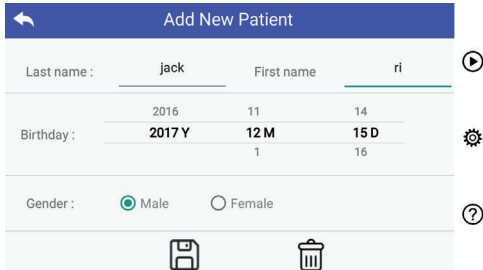 Add New Patient
Last name : jack First name ri
2016 11 14
Birthday : 2017 Y 12 M 15 D
1 16
Gender : Male Female